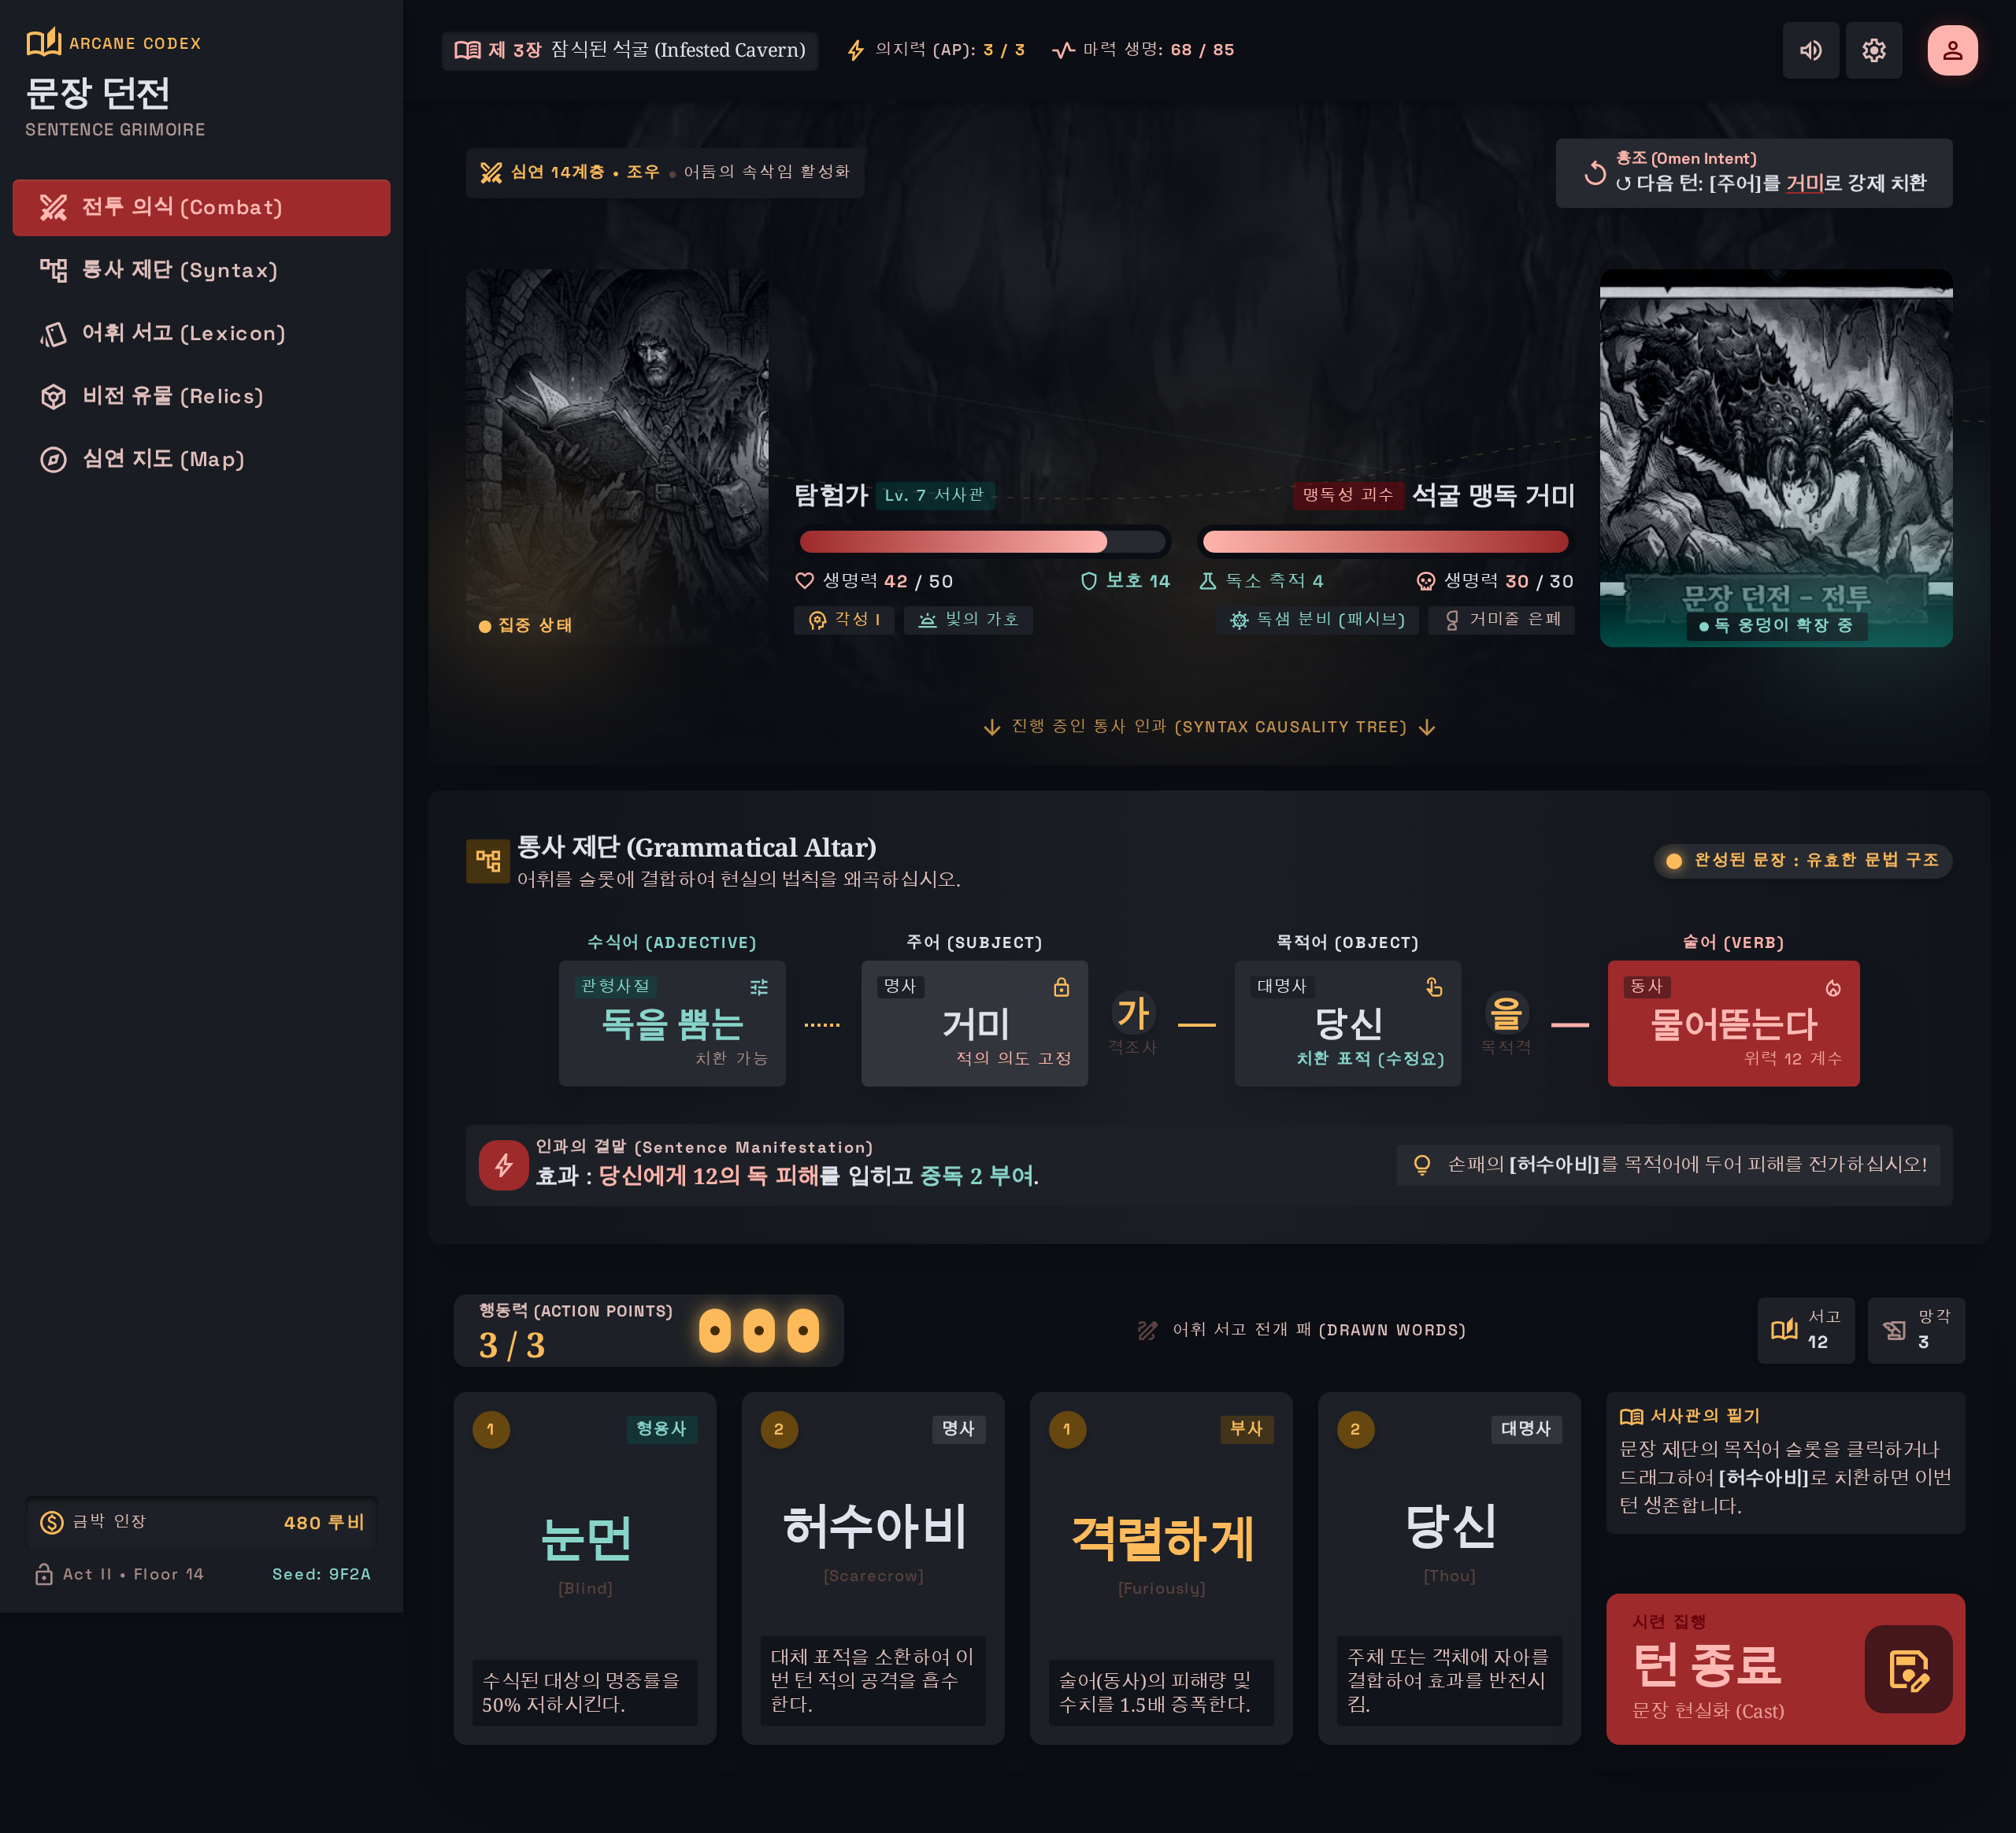 ARCANE CODEX
문장 던전
SENTENCE GRIMOIRE
전투 의식 (Combat)
통사 제단 (Syntax)
어휘 서고 (Lexicon)
비전 유물 (Relics)
심연 지도 (Map)
금박 인장 480 루비
Act II • Floor 14 Seed: 9F2A
제 3장 잠식된 석굴 (Infested Cavern) 의지력 (AP): 3 / 3 마력 생명: 68 / 85
심연 14계층 • 조우 • 어둠의 속삭임 활성화
흉조 (Omen Intent)
다음 턴: [주어]를 거미로 강제 치환
탐험가 Lv. 7 서사관
생명력 42 / 50 보호 14
각성 I 빛의 가호
집중 상태
맹독성 괴수 석굴 맹독 거미
독소 축적 4 생명력 30 / 30
독샘 분비 (패시브) 거미줄 은폐
문장 던전 - 전투
독 웅덩이 확장 중
진행 중인 통사 인과 (SYNTAX CAUSALITY TREE)
통사 제단 (Grammatical Altar)
어휘를 슬롯에 결합하여 현실의 법칙을 왜곡하십시오.
완성된 문장 : 유효한 문법 구조
수식어 (ADJECTIVE)
관형사절
독을 뿜는
치환 가능
주어 (SUBJECT)
명사
거미
적의 의도 고정
가
격조사
목적어 (OBJECT)
대명사
당신
치환 표적 (수정요)
을
목적격
술어 (VERB)
동사
물어뜯는다
위력 12 계수
인과의 결말 (Sentence Manifestation)
효과 : 당신에게 12의 독 피해를 입히고 중독 2 부여.
손패의 [허수아비]를 목적어에 두어 피해를 전가하십시오!
행동력 (ACTION POINTS)
3 / 3
어휘 서고 전개 패 (DRAWN WORDS)
서고
12
망각
3
1 형용사
눈먼
[Blind]
수식된 대상의 명중률을
50% 저하시킨다.
2 명사
허수아비
[Scarecrow]
대체 표적을 소환하여 이
번 턴 적의 공격을 흡수
한다.
1 부사
격렬하게
[Furiously]
술어(동사)의 피해량 및
수치를 1.5배 증폭한다.
2 대명사
당신
[Thou]
주체 또는 객체에 자아를
결합하여 효과를 반전시
킴.
서사관의 필기
문장 제단의 목적어 슬롯을 클릭하거나
드래그하여 [허수아비]로 치환하면 이번
턴 생존합니다.
시련 집행
턴 종료
문장 현실화 (Cast)